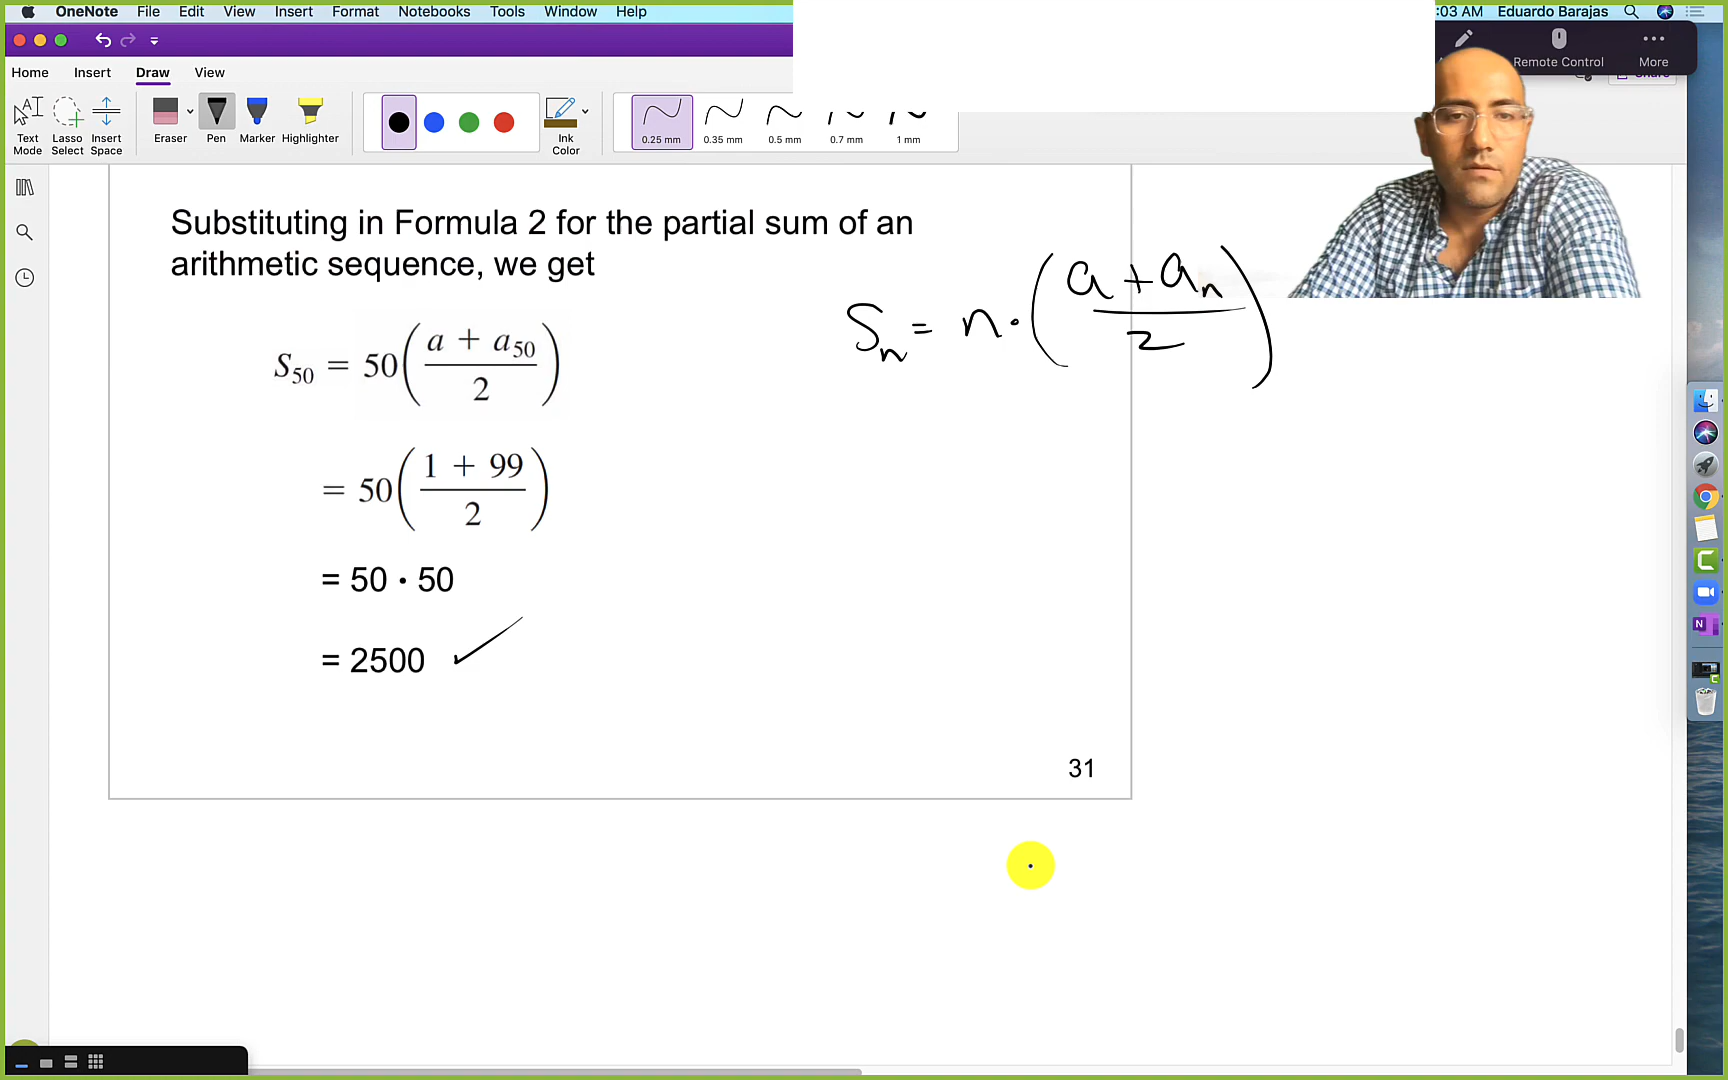 OneNote File Edit View Insert Format Notebooks Tools Window Help
:03 AM Eduardo Barajas
Home Insert Draw View
Remote Control More
Share
Text Mode Lasso Select Insert Space Eraser Pen Marker Highlighter Ink Color 0.25 mm 0.35 mm 0.5 mm 0.7 mm 1 mm
Substituting in Formula 2 for the partial sum of an
arithmetic sequence, we get
Sₙ = n · ( (a + aₙ) / 2 )
S₅₀ = 50( (a + a₅₀) / 2 )
= 50( (1 + 99) / 2 )
= 50 · 50
= 2500 ✓
31